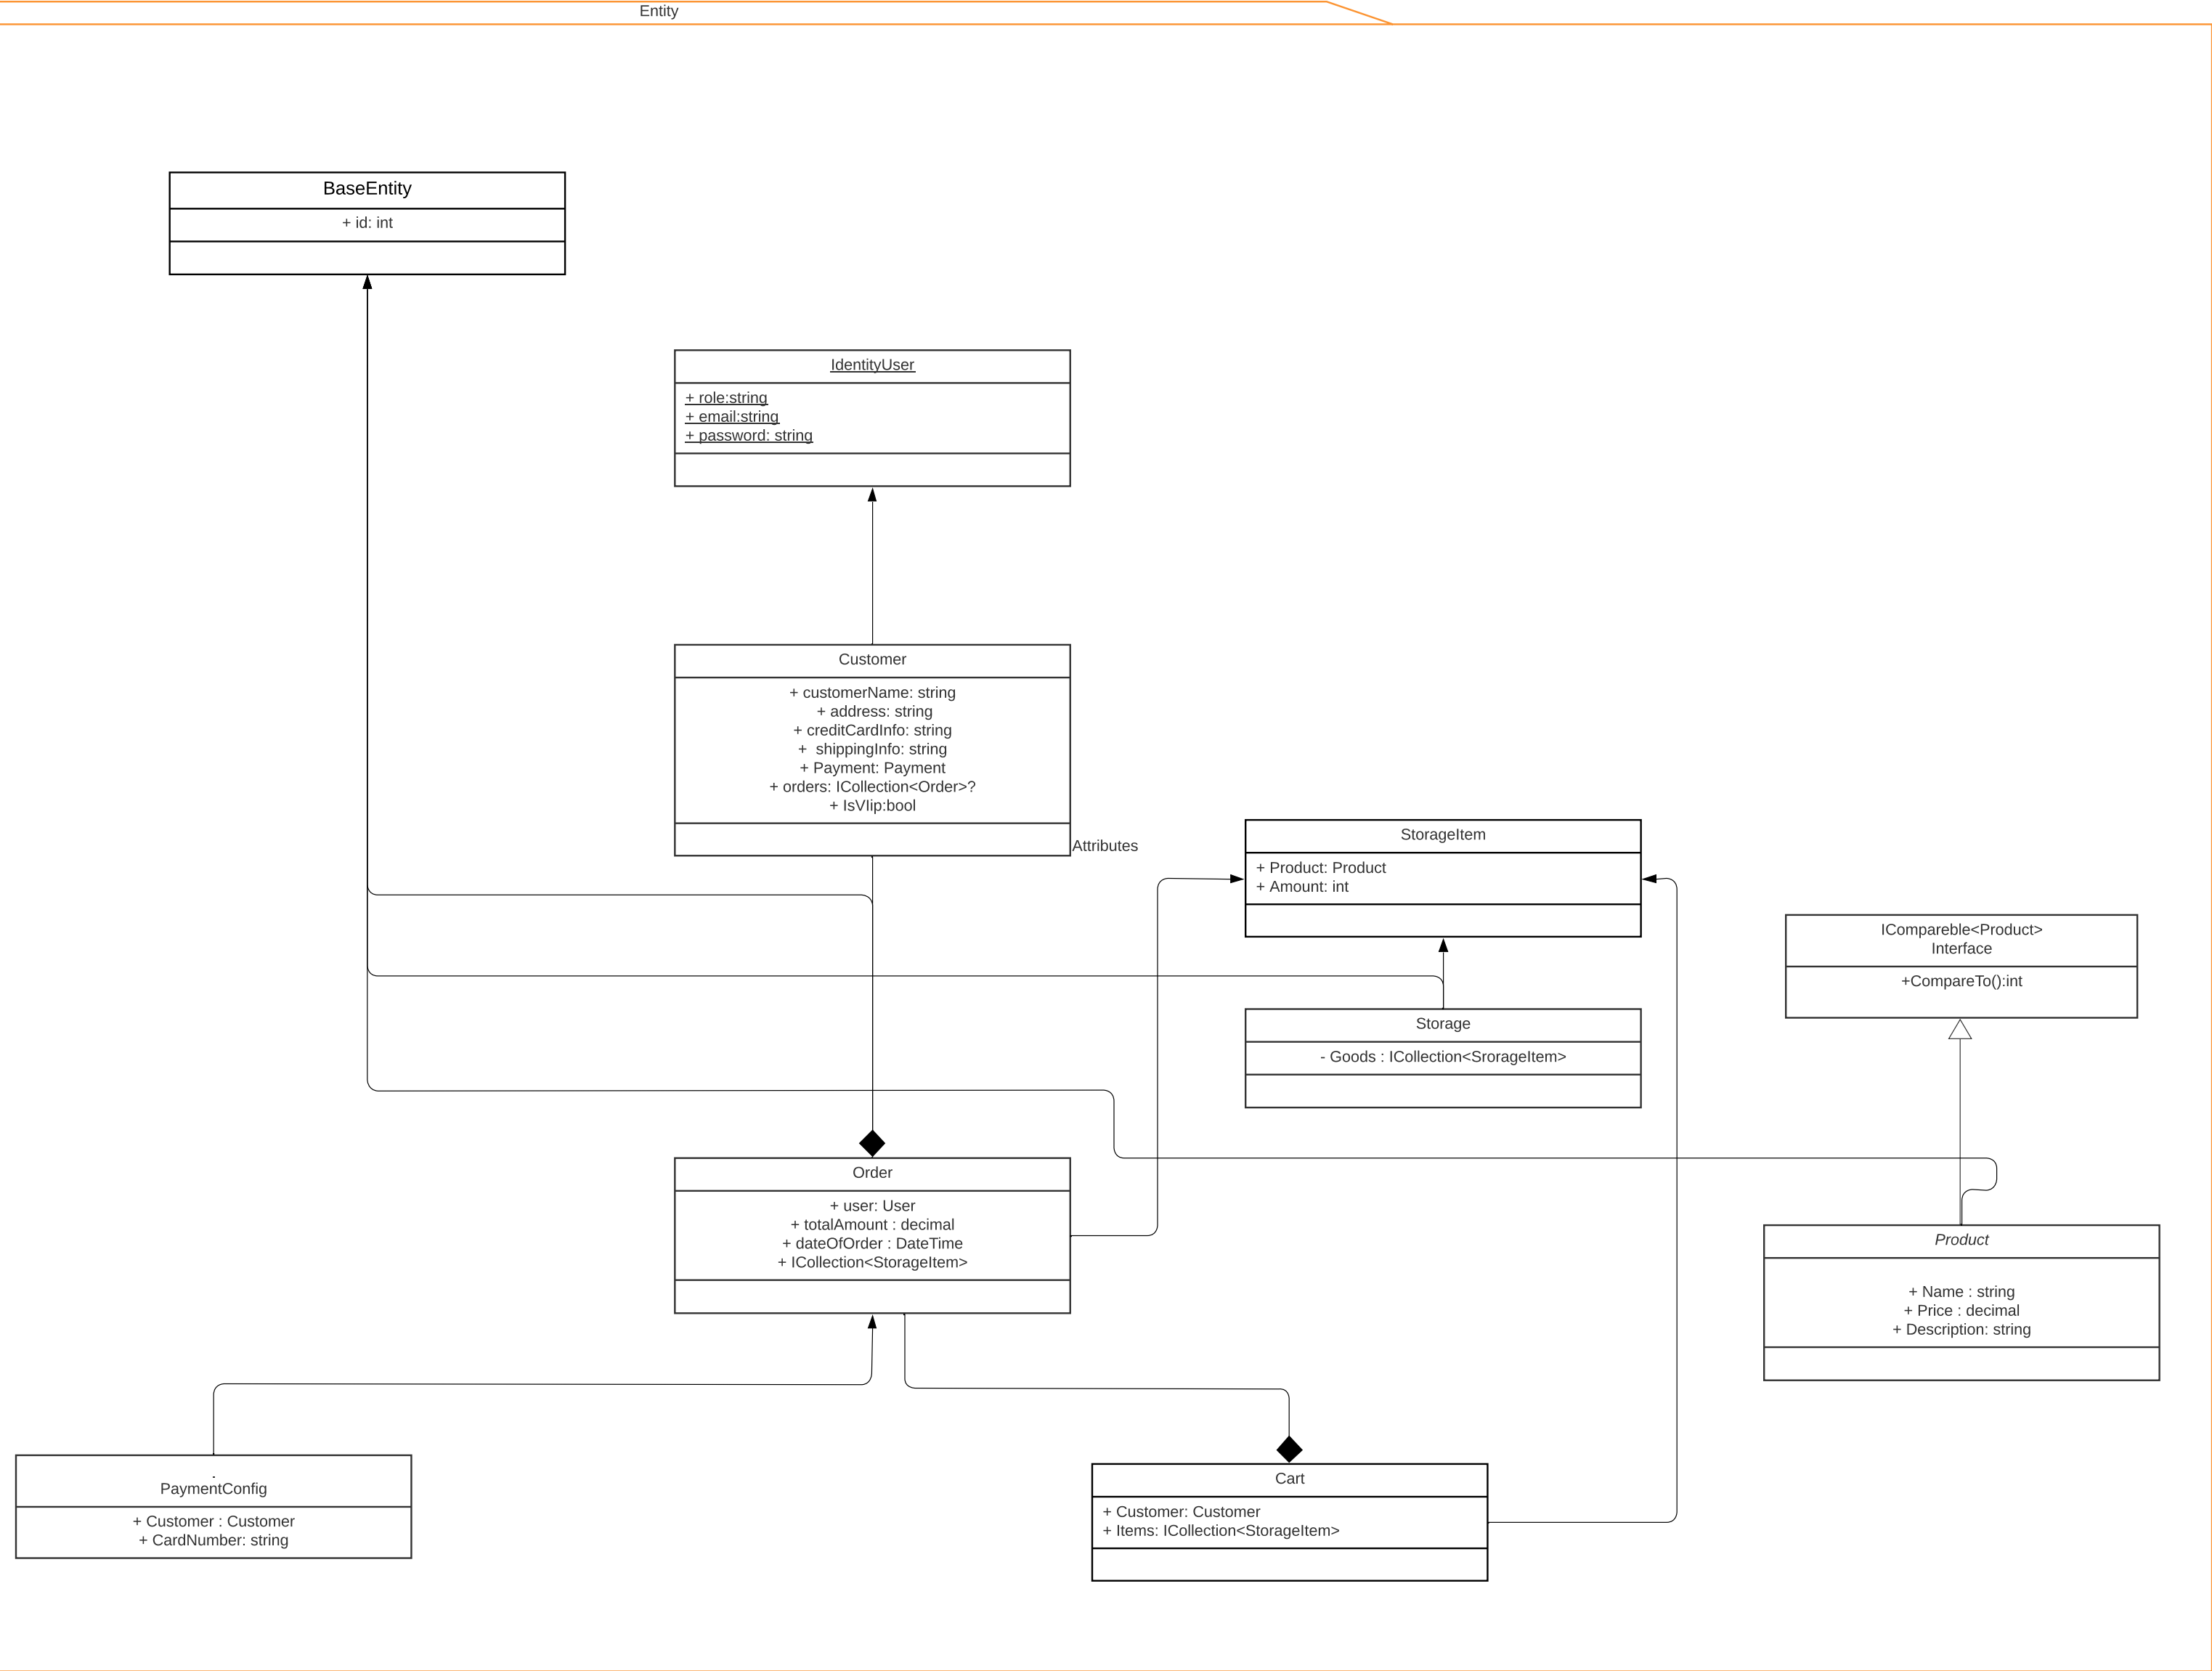 Entity
BaseEntity
+ id: int
IdentityUser
+ role:string
+ email:string
+ password: string
Customer
+ customerName: string
+ address: string
+ creditCardInfo: string
+  shippingInfo: string
+ Payment: Payment
+ orders: ICollection<Order>?
+ IsVIip:bool
Attributes
StorageItem
+ Product: Product
+ Amount: int
ICompareble<Product>
Interface
+CompareTo():int
Storage
- Goods : ICollection<SrorageItem>
Order
+ user: User
+ totalAmount : decimal
+ dateOfOrder : DateTime
+ ICollection<StorageItem>
Product
+ Name : string
+ Price : decimal
+ Description: string
.
PaymentConfig
+ Customer : Customer
+ CardNumber: string
Cart
+ Customer: Customer
+ Items: ICollection<StorageItem>